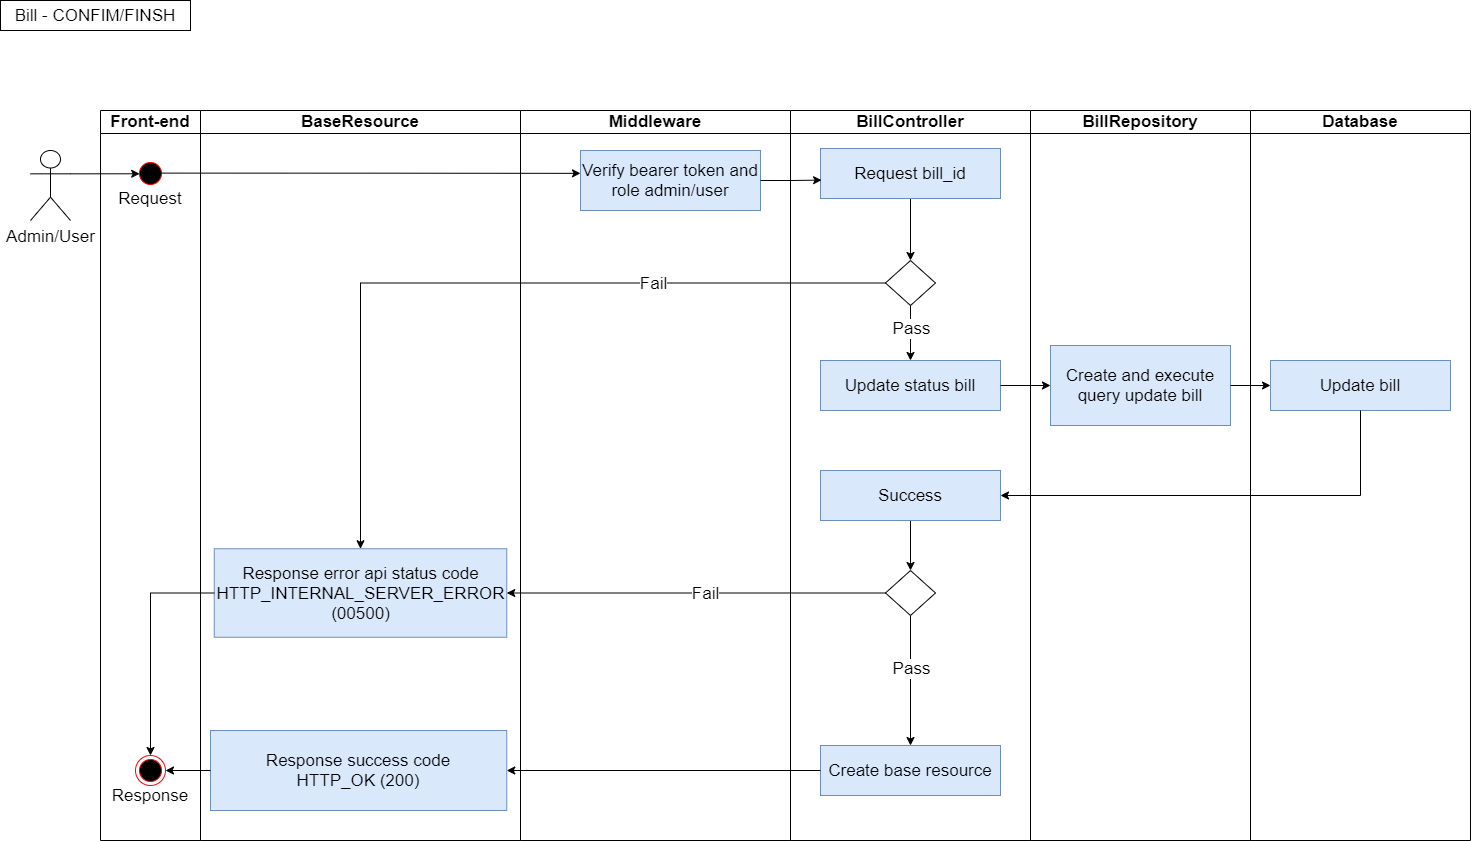 Bill - CONFIM/FINSH
Front-end
BaseResource
Middleware
BillController
BillRepository
Database
Admin/User
Request
Verify bearer token and
role admin/user
Request bill_id
Fail
Pass
Update status bill
Create and execute
query update bill
Update bill
Success
Response error api status code
HTTP_INTERNAL_SERVER_ERROR
(00500)
Fail
Pass
Response success code
HTTP_OK (200)
Create base resource
Response